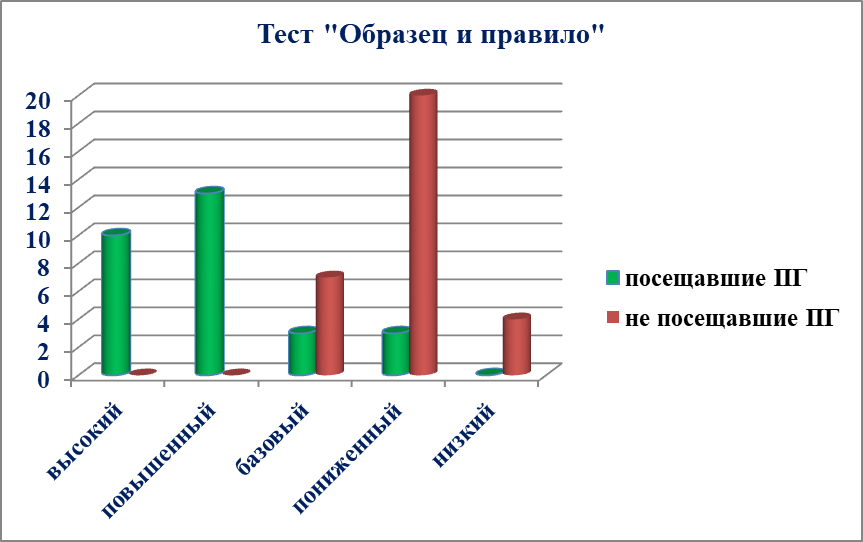 Тест "Образец и правило"
20
18
16
14
12
10
8
6
4
2
0
высокий
повышенный
базовый
пониженный
низкий
посещавшие ПГ
не посещавшие ПГ